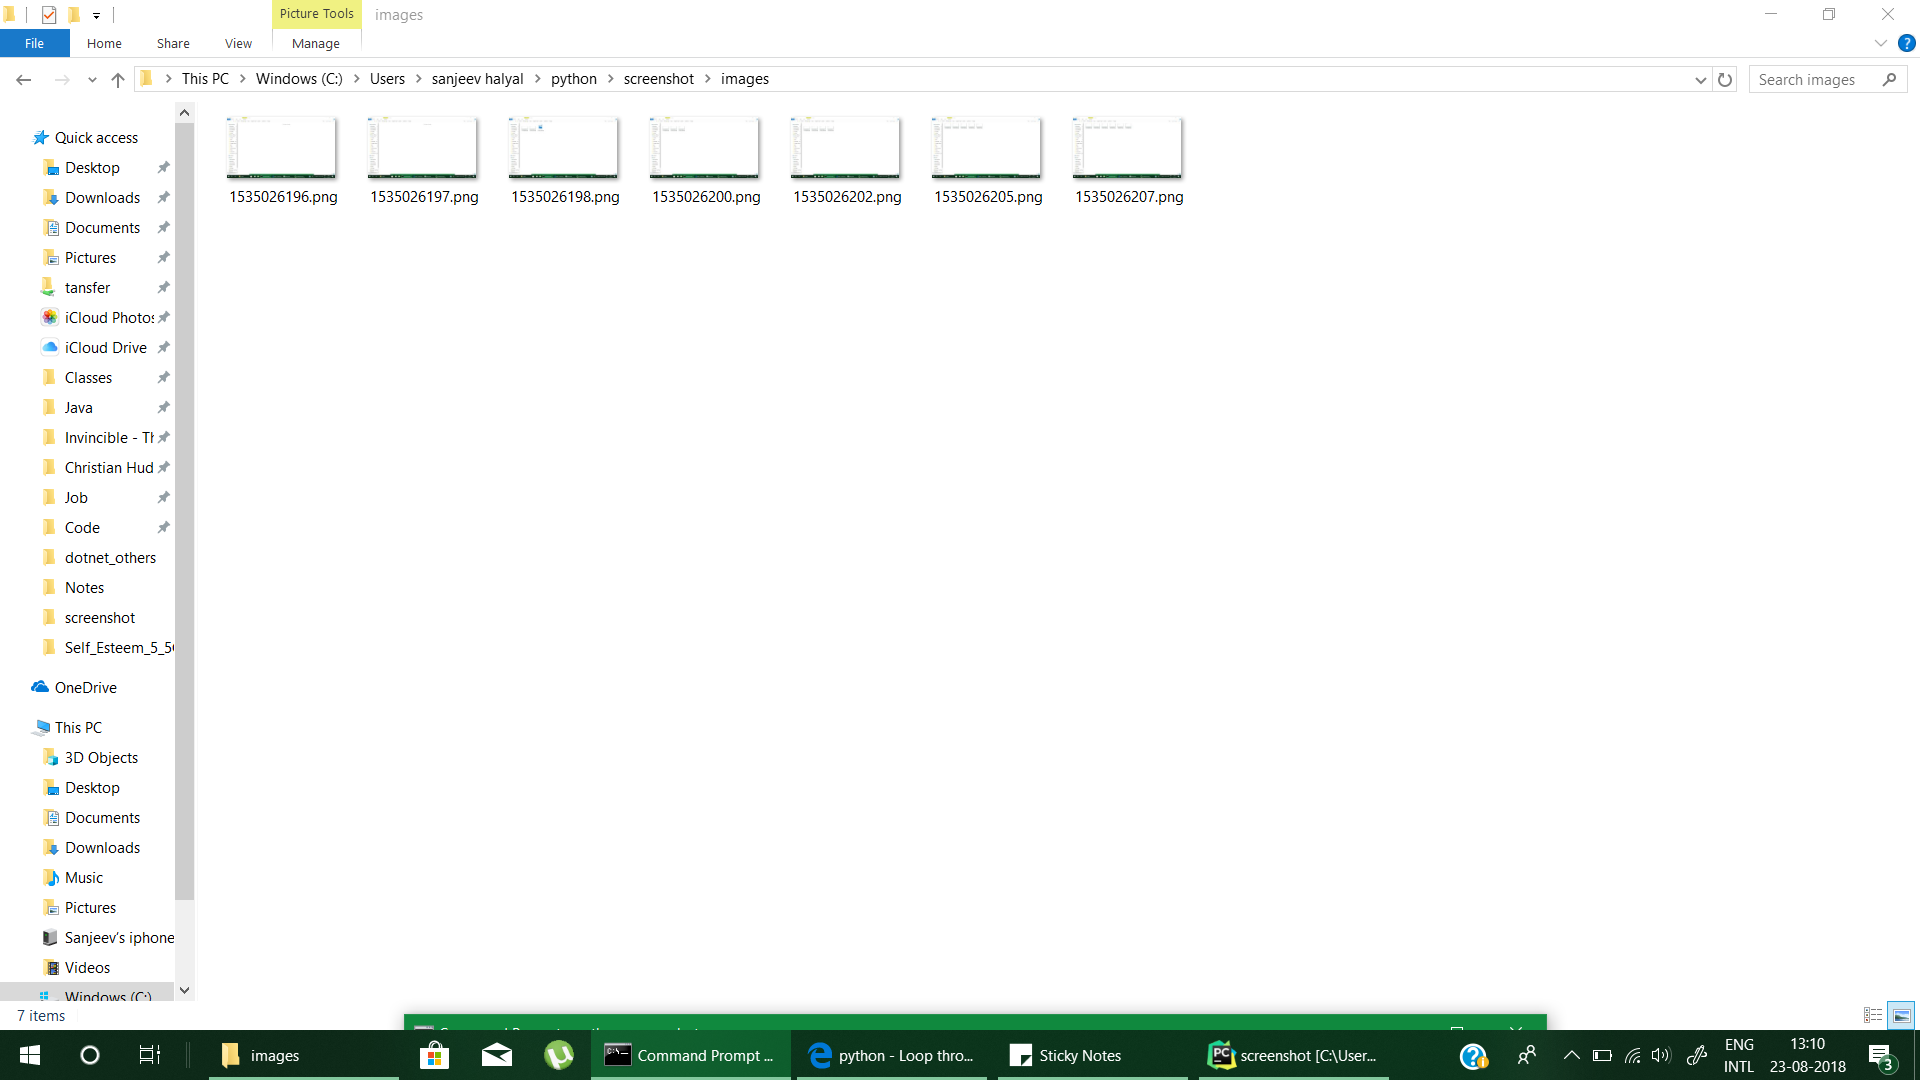 Picture Tools images
File Home Share View Manage
This PC Windows (C:) Users sanjeev halyal python screenshot images
Search images
Quick access
Desktop
Downloads
Documents
Pictures
tansfer
iCloud Photos
iCloud Drive
Classes
Java
Invincible - Th
Christian Hud
Job
Code
dotnet_others
Notes
screenshot
Self_Esteem_5_5
OneDrive
This PC
3D Objects
Desktop
Documents
Downloads
Music
Pictures
Sanjeev's iphone
Videos
Windows (C:)
1535026196.png 1535026197.png 1535026198.png 1535026200.png 1535026202.png 1535026205.png 1535026207.png
7 items
images
Command Prompt ...
python - Loop thro...
Sticky Notes
screenshot [C:\User...
ENG
INTL
13:10
23-08-2018
3